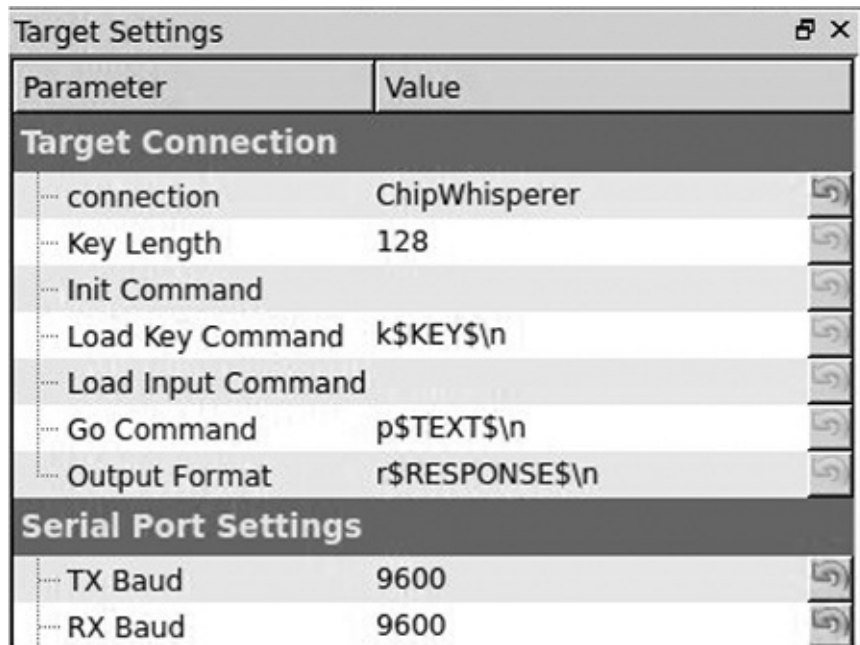 Target Settings
Parameter Value
Target Connection
connection ChipWhisperer
Key Length 128
Init Command
Load Key Command k$KEY$\n
Load Input Command
Go Command p$TEXT$\n
Output Format r$RESPONSE$\n
Serial Port Settings
TX Baud 9600
RX Baud 9600